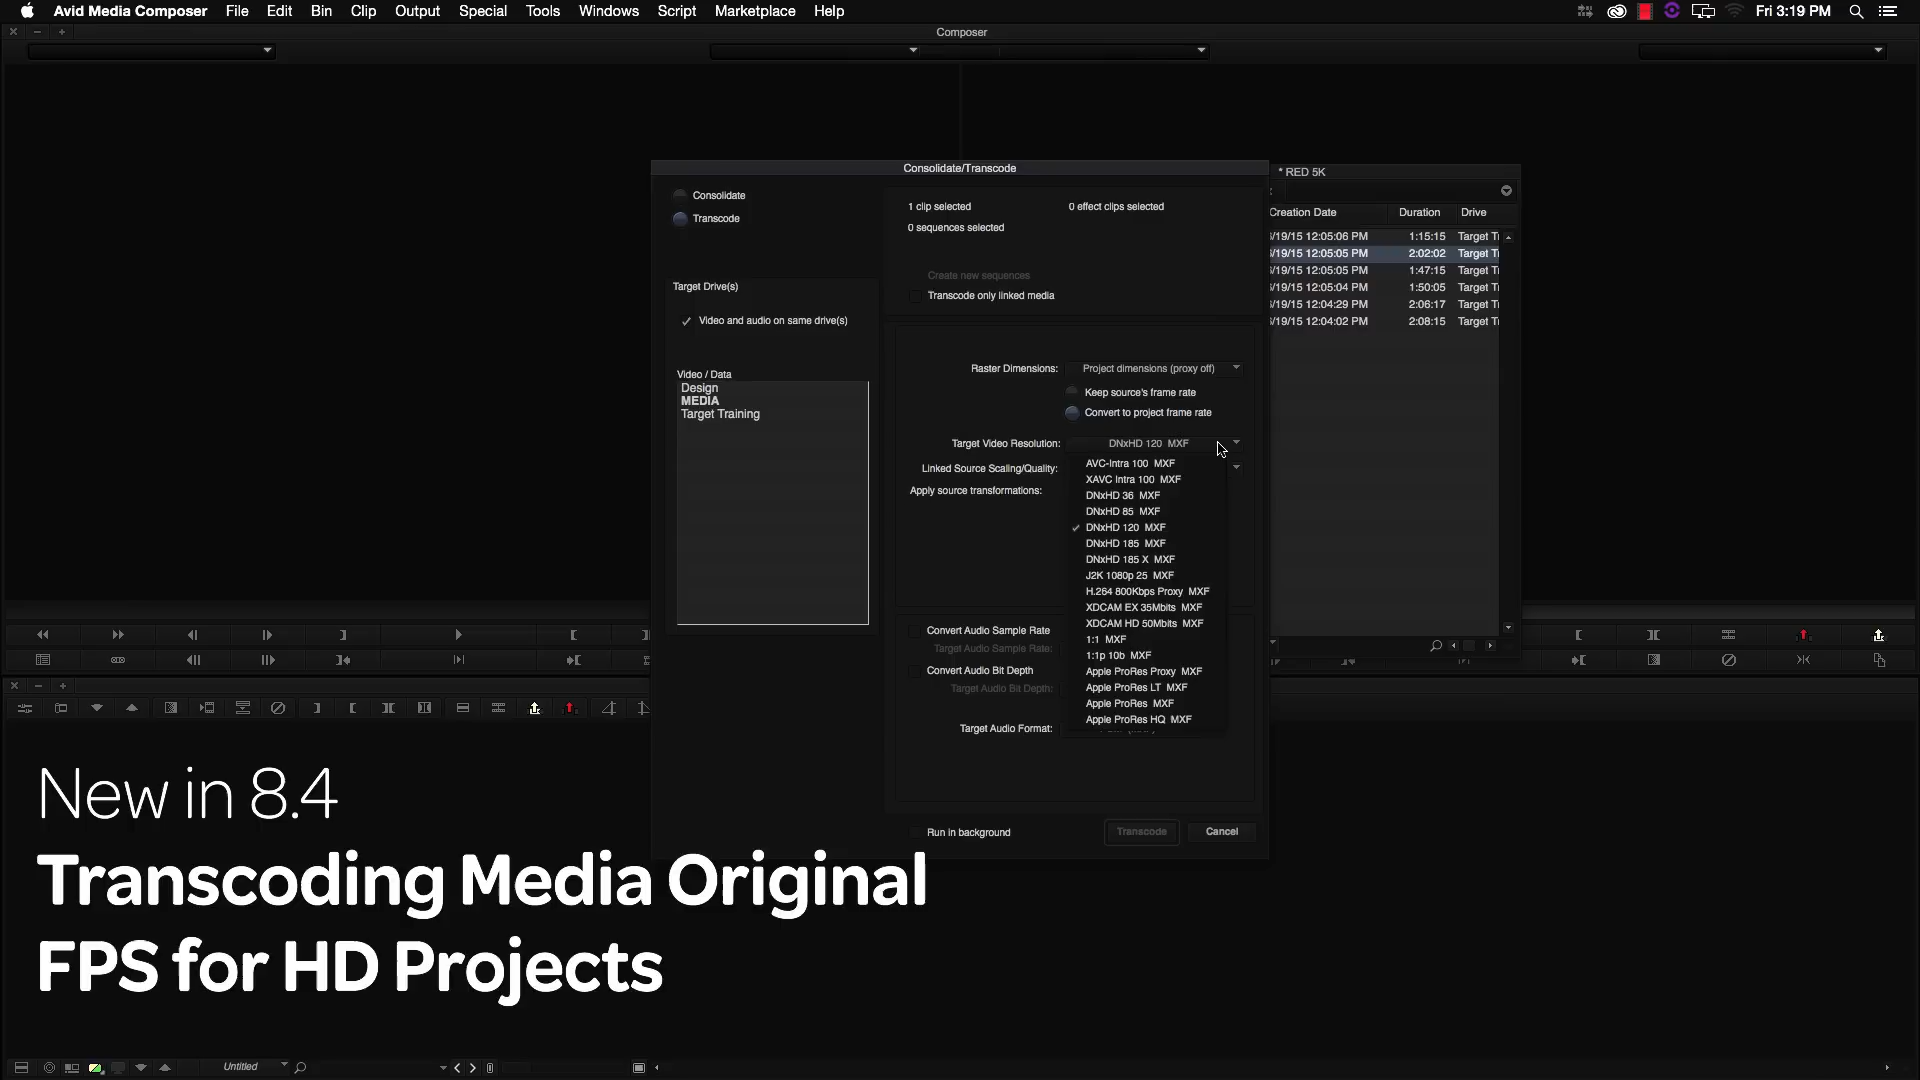 Avid Media Composer File Edit Bin Clip Output Special Tools Windows Script Marketplace Help Fri 3:19 PM
Composer
Consolidate/Transcode
Consolidate
Transcode
1 clip selected 0 effect clips selected
0 sequences selected
Create new sequences
Transcode only linked media
Target Drive(s)
Video and audio on same drive(s)
Video / Data
Design
MEDIA
Target Training
Raster Dimensions: Project dimensions (proxy off)
Keep source's frame rate
Convert to project frame rate
Target Video Resolution: DNxHD 120 MXF
Linked Source Scaling/Quality:
Apply source transformations:
AVC-Intra 100 MXF
XAVC Intra 100 MXF
DNxHD 36 MXF
DNxHD 85 MXF
DNxHD 120 MXF
DNxHD 185 MXF
DNxHD 185 X MXF
J2K 1080p 25 MXF
H.264 800Kbps Proxy MXF
XDCAM EX 35Mbits MXF
XDCAM HD 50Mbits MXF
1:1 MXF
1:1p 10b MXF
Apple ProRes Proxy MXF
Apple ProRes LT MXF
Apple ProRes MXF
Apple ProRes HQ MXF
Convert Audio Sample Rate
Target Audio Sample Rate:
Convert Audio Bit Depth
Target Audio Bit Depth:
Target Audio Format:
Run in background Transcode Cancel
* RED 5K
Creation Date Duration Drive
/19/15 12:05:06 PM 1:15:15 Target Tr
/19/15 12:05:05 PM 2:02:02 Target Tr
/19/15 12:05:05 PM 1:47:15 Target Tr
/19/15 12:05:04 PM 1:50:05 Target Tr
/19/15 12:04:29 PM 2:06:17 Target Tr
/19/15 12:04:02 PM 2:08:15 Target Tr
New in 8.4
Transcoding Media Original
FPS for HD Projects
Untitled